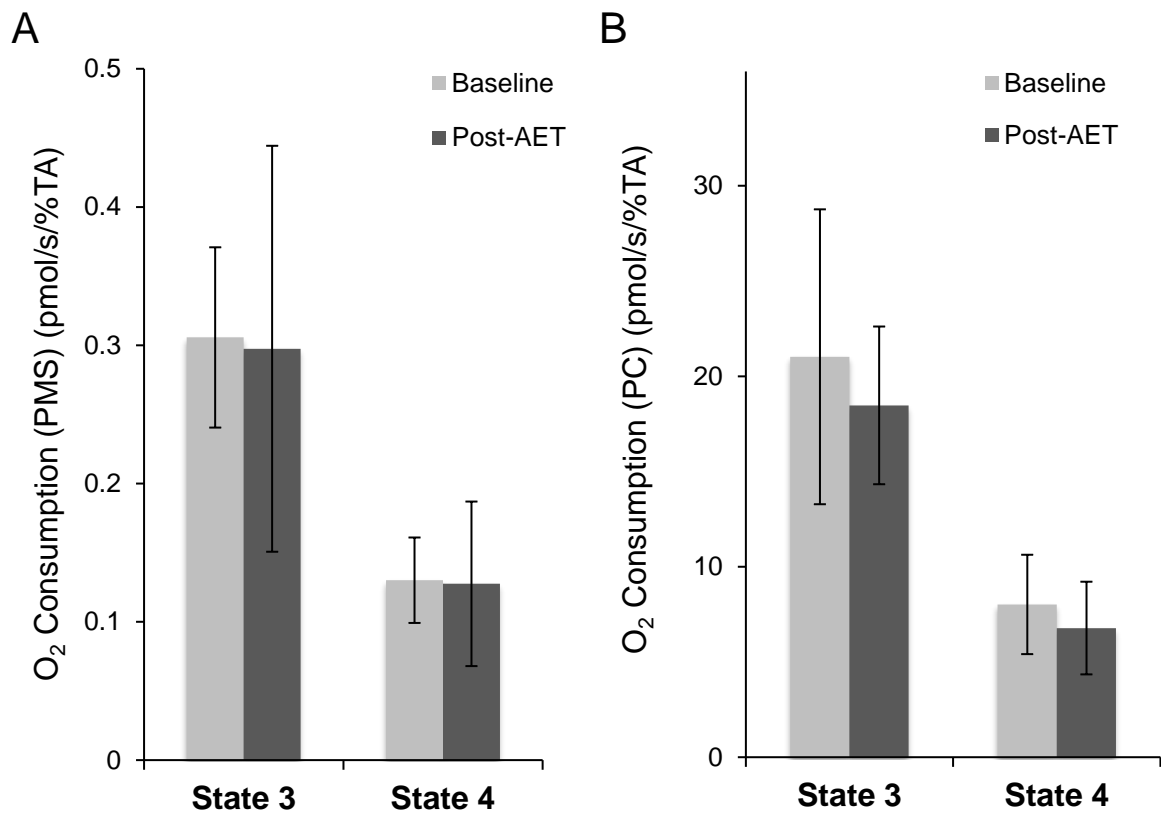 A
O₂ Consumption (PMS) (pmol/s/%TA)
0.5
0.4
0.3
0.2
0.1
0
Baseline
Post-AET
State 3
State 4
B
O₂ Consumption (PC) (pmol/s/%TA)
30
20
10
0
Baseline
Post-AET
State 3
State 4